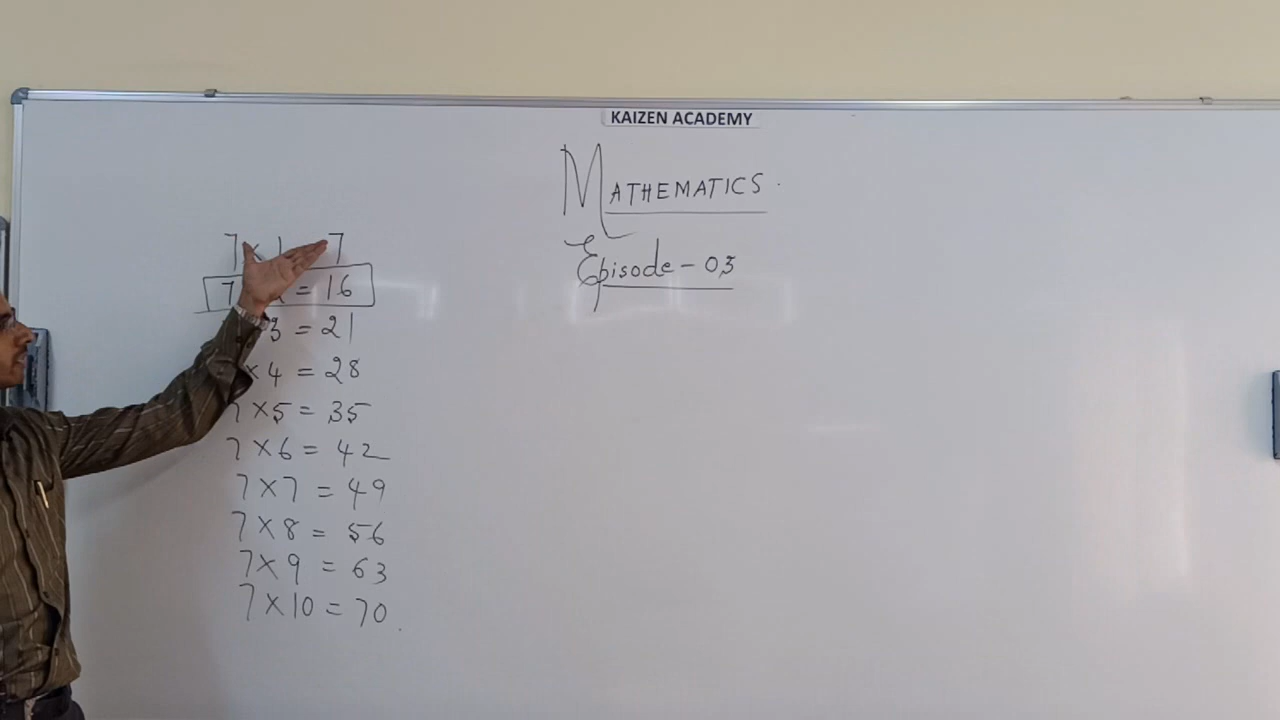 KAIZEN ACADEMY
MATHEMATICS.
Episode - 03
7 × 1 7
7 = 16
3 = 21
× 4 = 28
7 × 5 = 35
7 × 6 = 42
7 × 7 = 49
7 × 8 = 56
7 × 9 = 63
7 × 10 = 70.